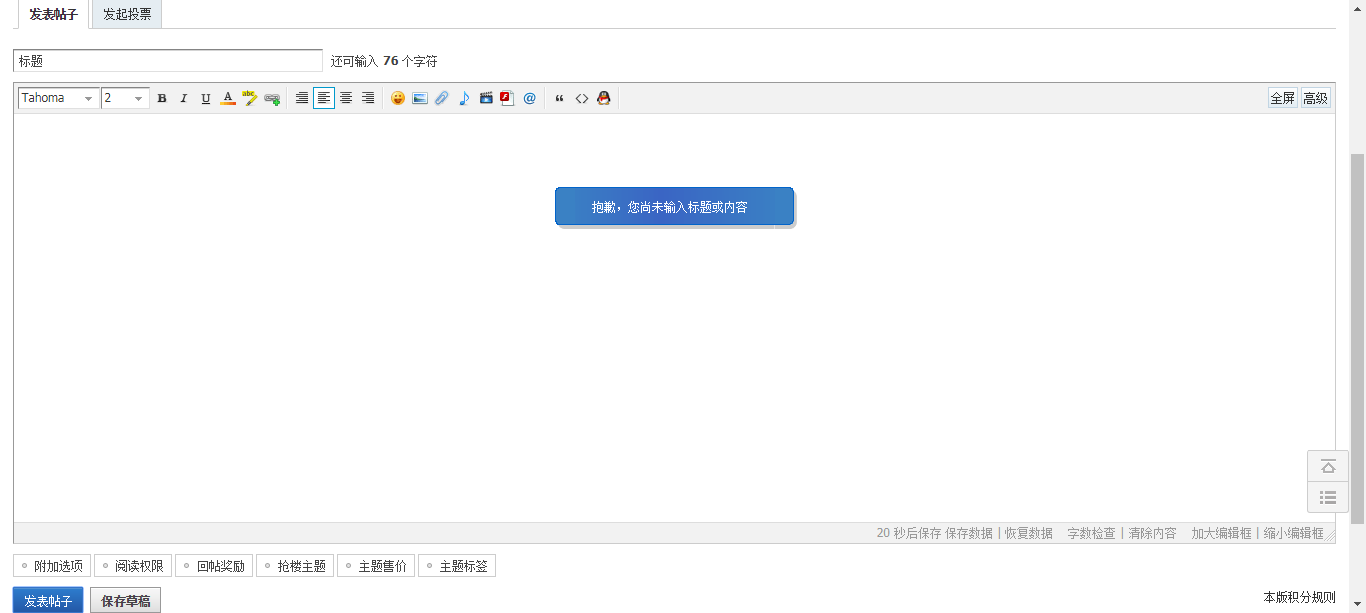 发表帖子 发起投票
标题 还可输入 76 个字符
Tahoma 2 B I U A abc @ “ <> 全屏 高级
抱歉，您尚未输入标题或内容
20 秒后保存 保存数据 | 恢复数据 字数检查 | 清除内容 加大编辑框 | 缩小编辑框
附加选项 阅读权限 回帖奖励 抢楼主题 主题售价 主题标签
发表帖子 保存草稿 本版积分规则